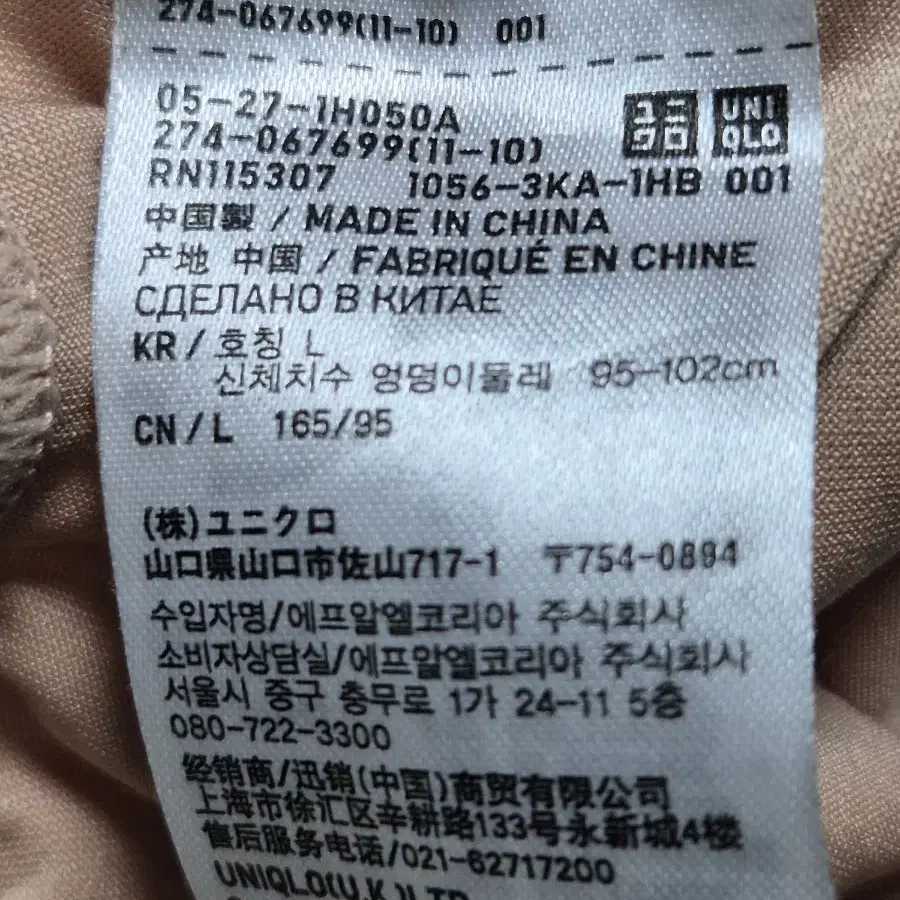 274-067699(11-10) 001
05-27-1H050A
274-067699(11-10)
ユニクロ UNIQLO
RN115307 1056-3KA-1HB 001
中国製 / MADE IN CHINA
产地 中国 / FABRIQUÉ EN CHINE
СДЕЛАНО В КИТАЕ
KR / 호칭 L
신체치수 엉덩이둘레 95-102cm
CN / L 165/95
(株)ユニクロ
山口県山口市佐山717-1 〒754-0894
수입자명/에프알엘코리아 주식회사
소비자상담실/에프알엘코리아 주식회사
서울시 중구 충무로 1가 24-11 5층
080-722-3300
经销商/迅销(中国)商贸有限公司
上海市徐汇区辛耕路133号永新城4楼
售后服务电话/021-62717200
UNIQLO(U.K.)LTD